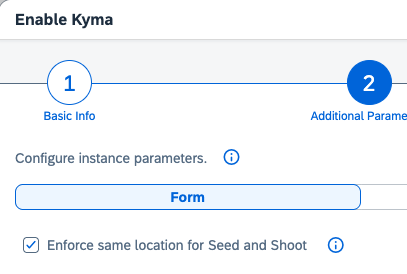 Enable Kyma
1
2
Basic Info
Additional Parame
Configure instance parameters.
Form
Enforce same location for Seed and Shoot